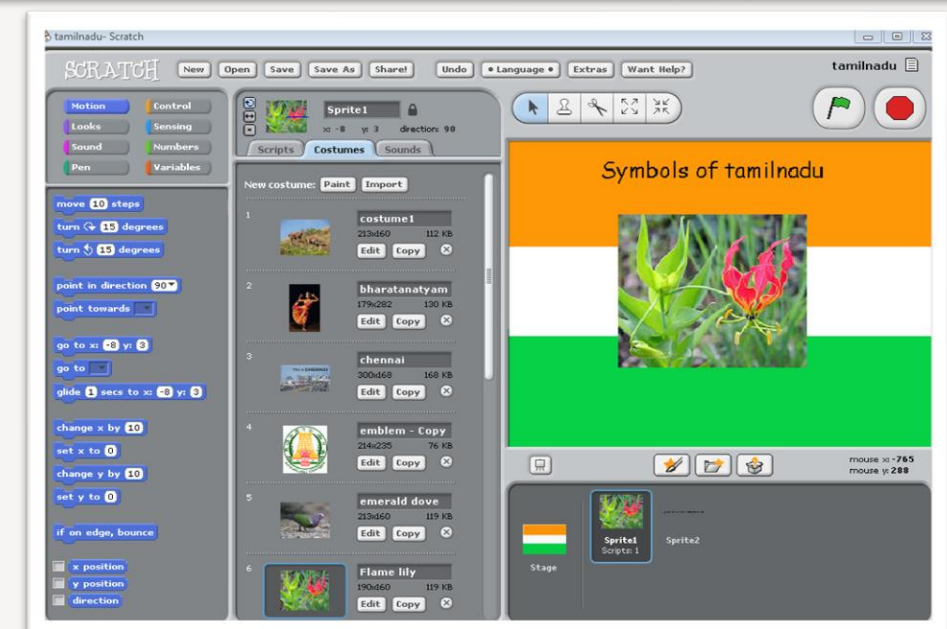 tamilnadu- Scratch
SCRATCH New Open Save Save As Share! Undo • Language • Extras Want Help? tamilnadu
Motion Control
Looks Sensing
Sound Numbers
Pen Variables
move 10 steps
turn 15 degrees
turn 15 degrees
point in direction 90
point towards
go to x: -8 y: 3
go to
glide 1 secs to x: -8 y: 3
change x by 10
set x to 0
change y by 10
set y to 0
if on edge, bounce
x position
y position
direction
Sprite1
x: -8 y: 3 direction: 90
Scripts Costumes Sounds
New costume: Paint Import
1 costume1
213x160 112 KB
Edit Copy
2 bharatanatyam
179x282 130 KB
Edit Copy
3 chennai
300x168 168 KB
Edit Copy
4 emblem - Copy
214x235 76 KB
Edit Copy
5 emerald dove
213x160 119 KB
Edit Copy
6 Flame lily
190x160 119 KB
Edit Copy
Symbols of tamilnadu
mouse x: -765
mouse y: 288
Sprite1
Scripts: 1
Sprite2
Stage